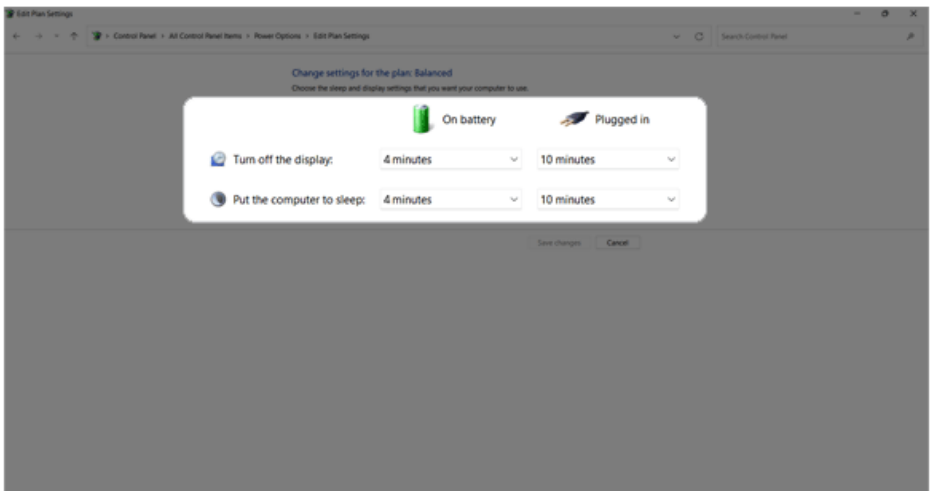 Edit Plan Settings
Control Panel > All Control Panel Items > Power Options > Edit Plan Settings
Search Control Panel
Change settings for the plan: Balanced
Choose the sleep and display settings that you want your computer to use.
On battery Plugged in
Turn off the display: 4 minutes 10 minutes
Put the computer to sleep: 4 minutes 10 minutes
Save changes Cancel